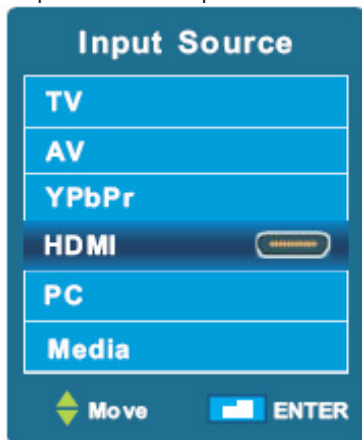 Input Source
TV
AV
YPbPr
HDMI
PC
Media
Move ENTER